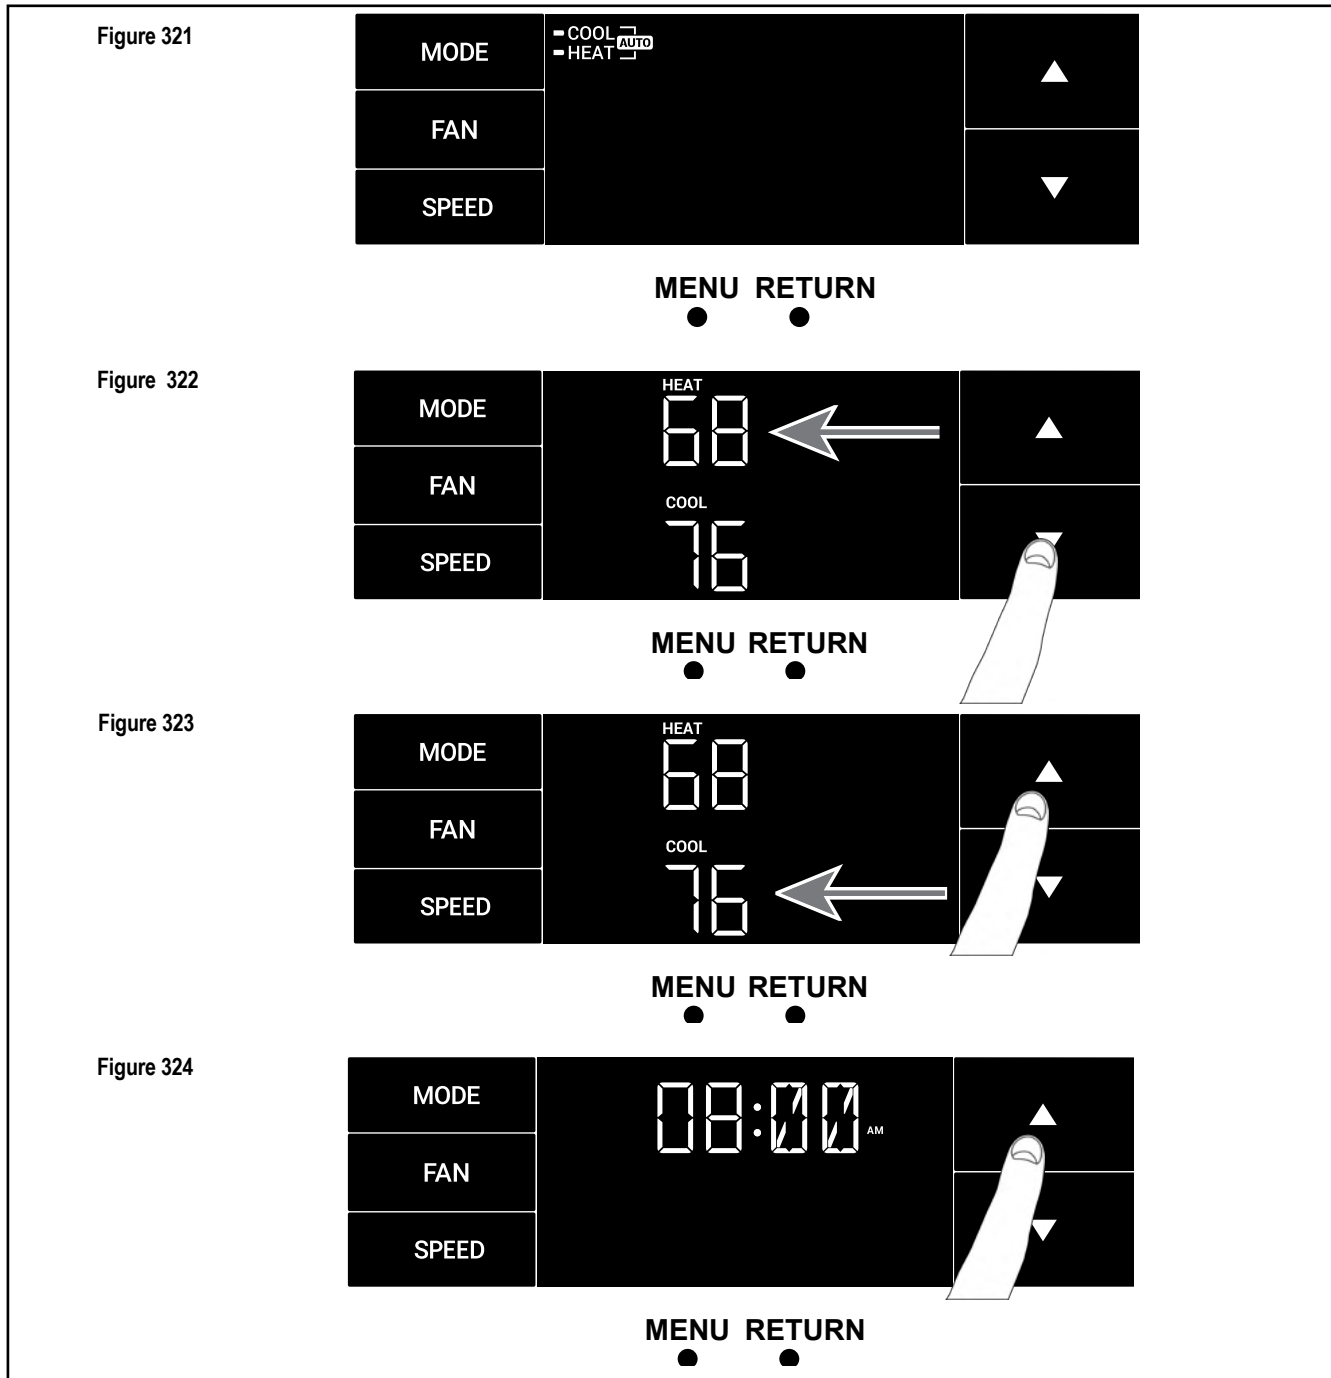 Figure 321
MODE
FAN
SPEED
COOL
HEAT
AUTO
MENU RETURN
Figure 322
MODE
FAN
SPEED
HEAT
68
COOL
76
MENU RETURN
Figure 323
MODE
FAN
SPEED
HEAT
68
COOL
76
MENU RETURN
Figure 324
MODE
FAN
SPEED
08:00 AM
MENU RETURN